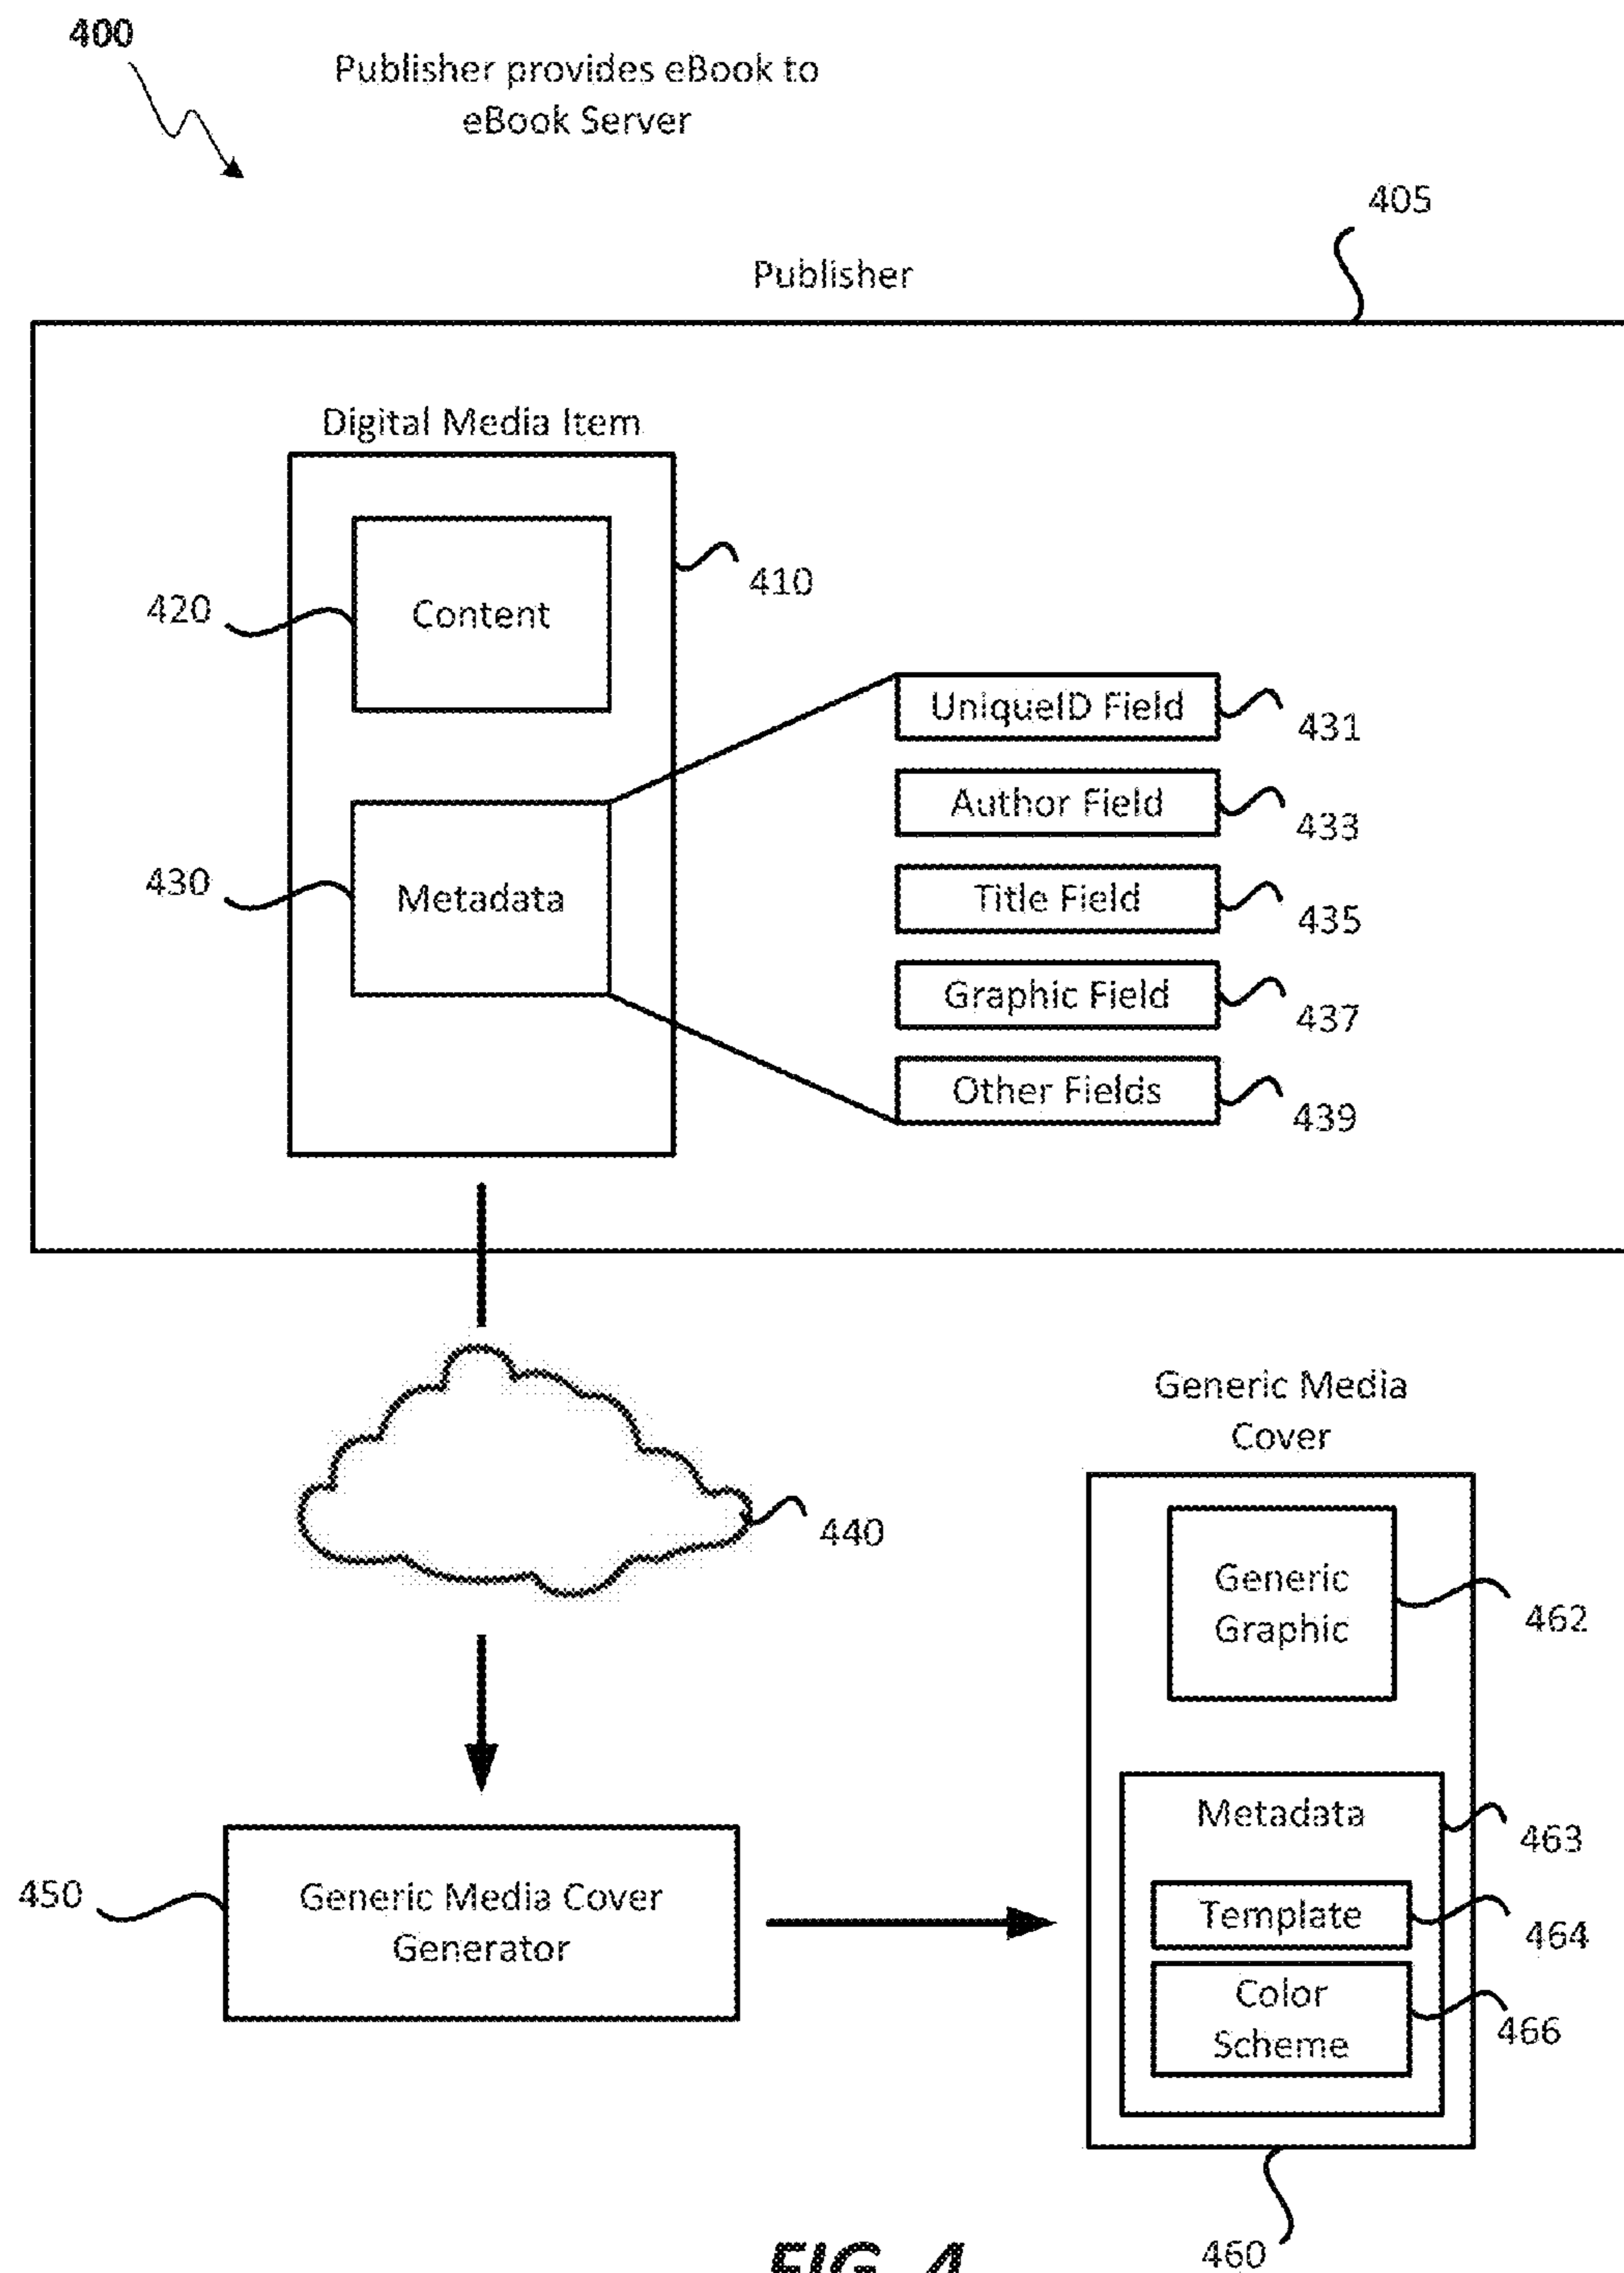 400
Publisher provides eBook to
eBook Server
405
Publisher
Digital Media Item
410
420
Content
UniqueID Field
431
Author Field
433
430
Metadata
Title Field
435
Graphic Field
437
Other Fields
439
440
Generic Media
Cover
Generic
Graphic
462
Metadata
463
450
Generic Media Cover
Generator
Template
464
Color
Scheme
466
460
FIG. 4